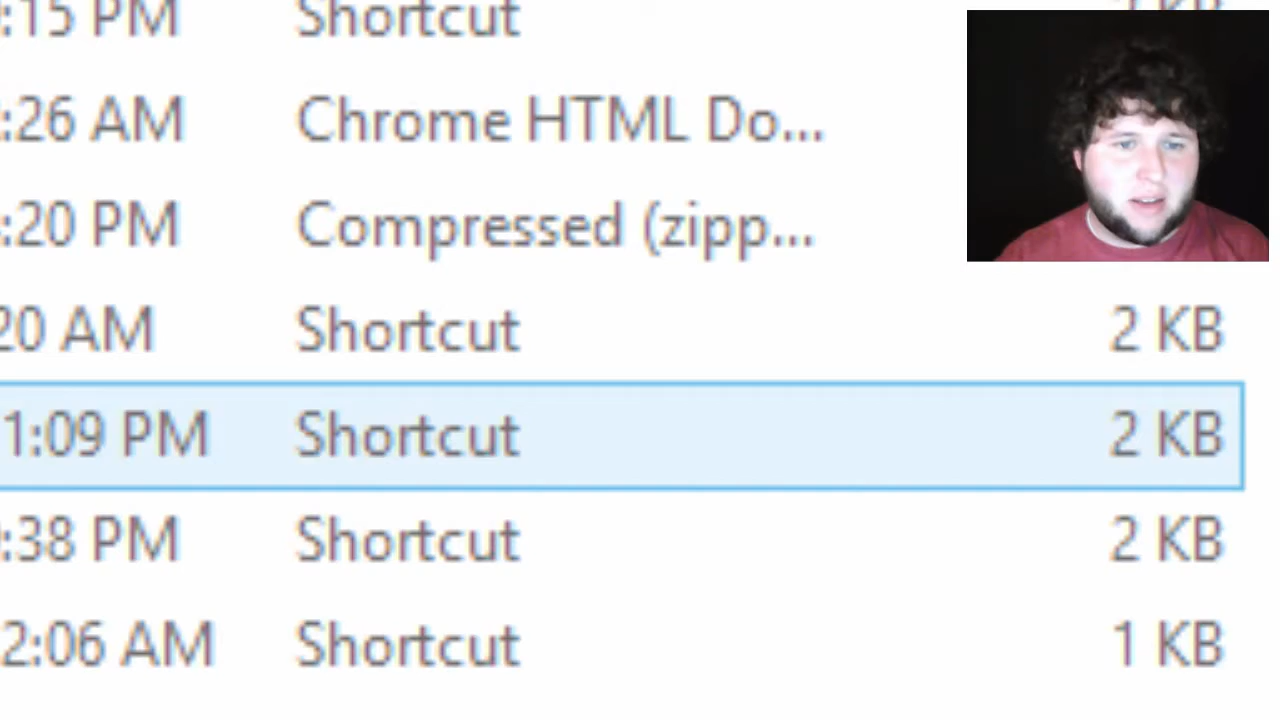 :15 PM Shortcut
:26 AM Chrome HTML Do...
:20 PM Compressed (zipp...
20 AM Shortcut 2 KB
1:09 PM Shortcut 2 KB
:38 PM Shortcut 2 KB
2:06 AM Shortcut 1 KB